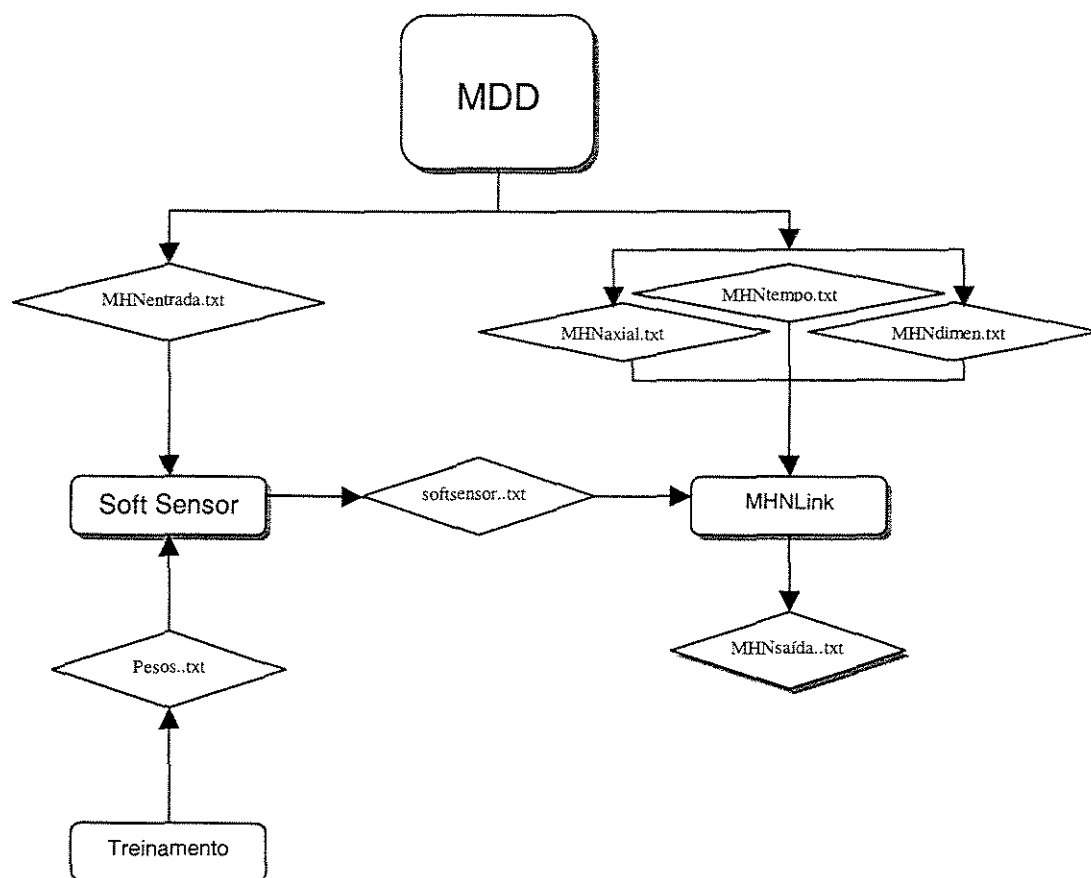 MDD
MHNentrada.txt
MHNtempo.txt
MHNaxial.txt
MHNdimen.txt
Soft Sensor
softsensor..txt
MHNLink
Pesos..txt
MHNsaída..txt
Treinamento